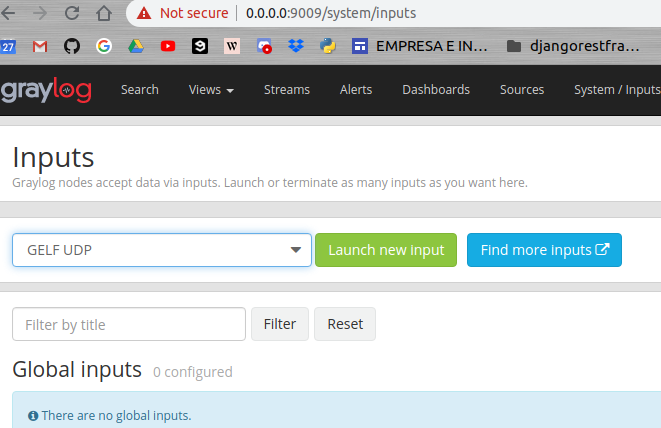 Not secure | 0.0.0.0:9009/system/inputs
27 EMPRESA E IN... djangorestfra...
graylog Search Views Streams Alerts Dashboards Sources System / Inputs
Inputs
Graylog nodes accept data via inputs. Launch or terminate as many inputs as you want here.
GELF UDP Launch new input Find more inputs
Filter by title Filter Reset
Global inputs 0 configured
There are no global inputs.